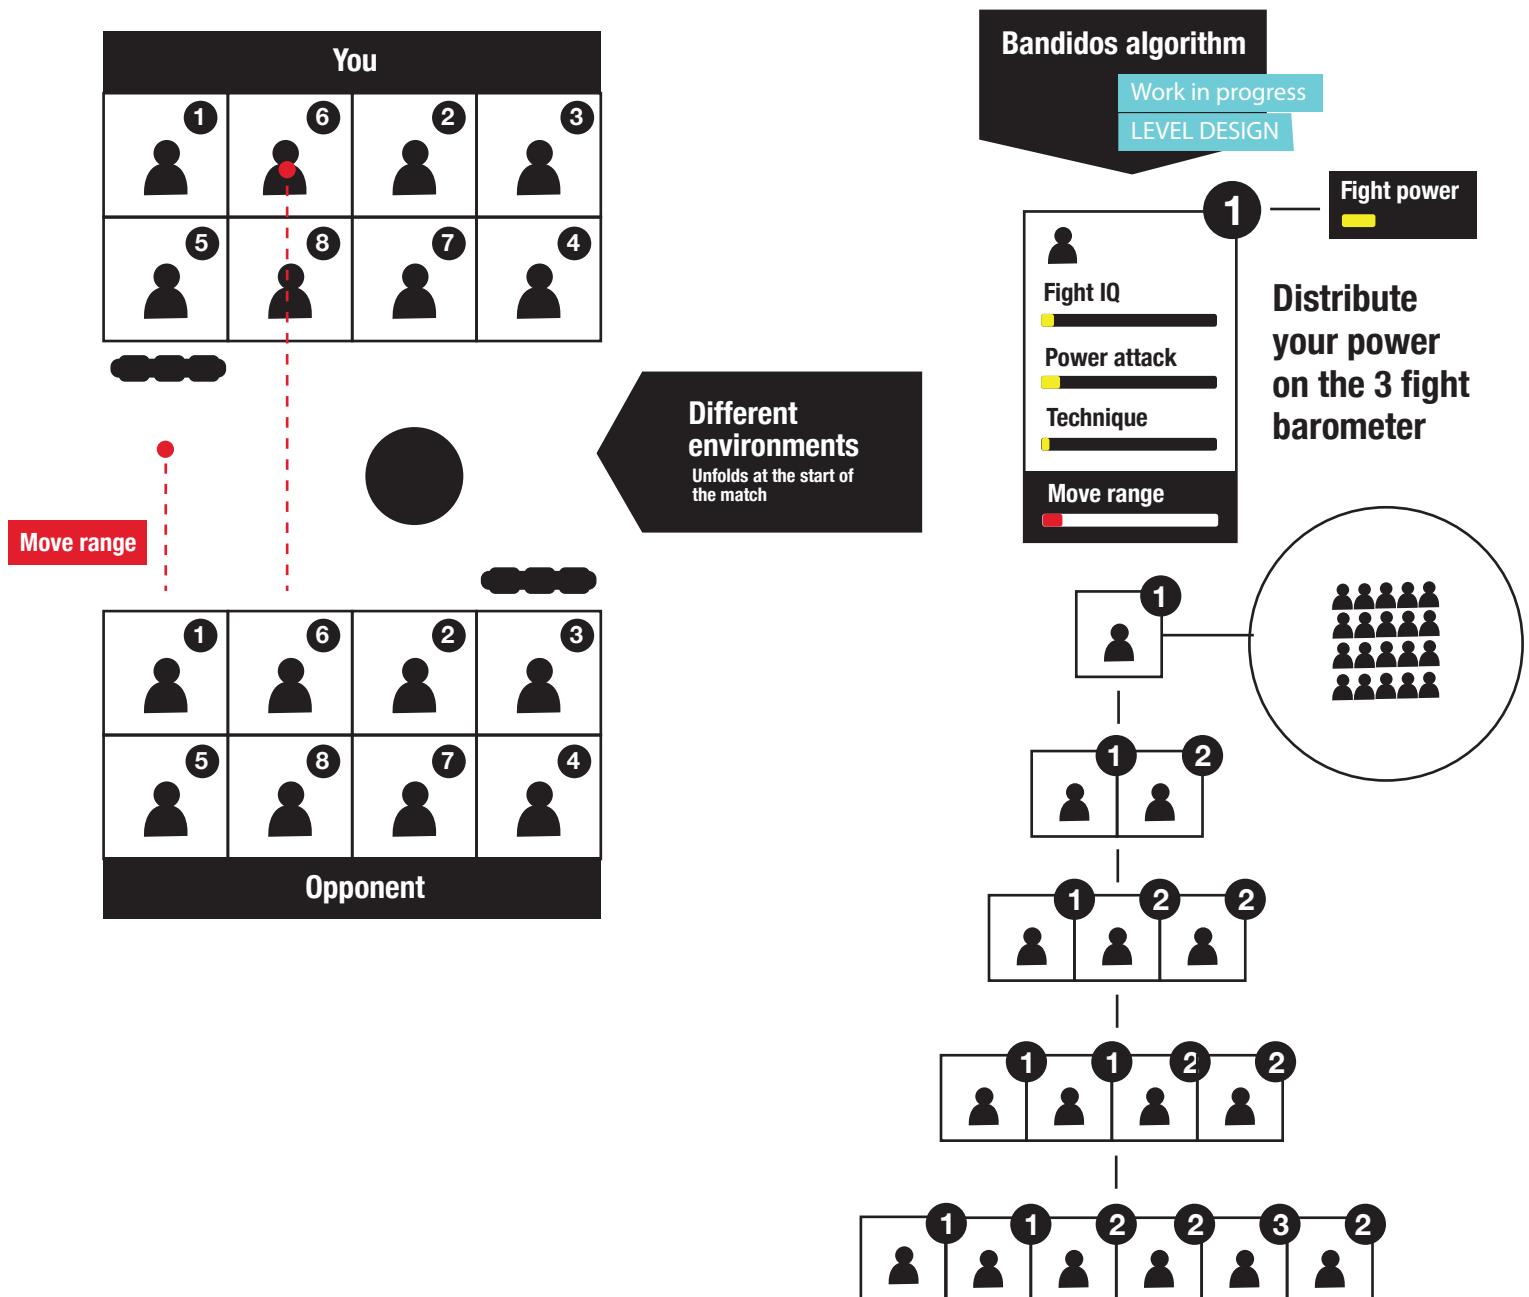 You
1 6 2 3
5 8 7 4
Move range
Different
environments
Unfolds at the start of
the match
1 6 2 3
5 8 7 4
Opponent
Bandidos algorithm
Work in progress
LEVEL DESIGN
1
Fight power
Fight IQ
Power attack
Technique
Move range
Distribute
your power
on the 3 fight
barometer
1
1 2
1 2 2
1 1 2 2
1 1 2 2 3 2